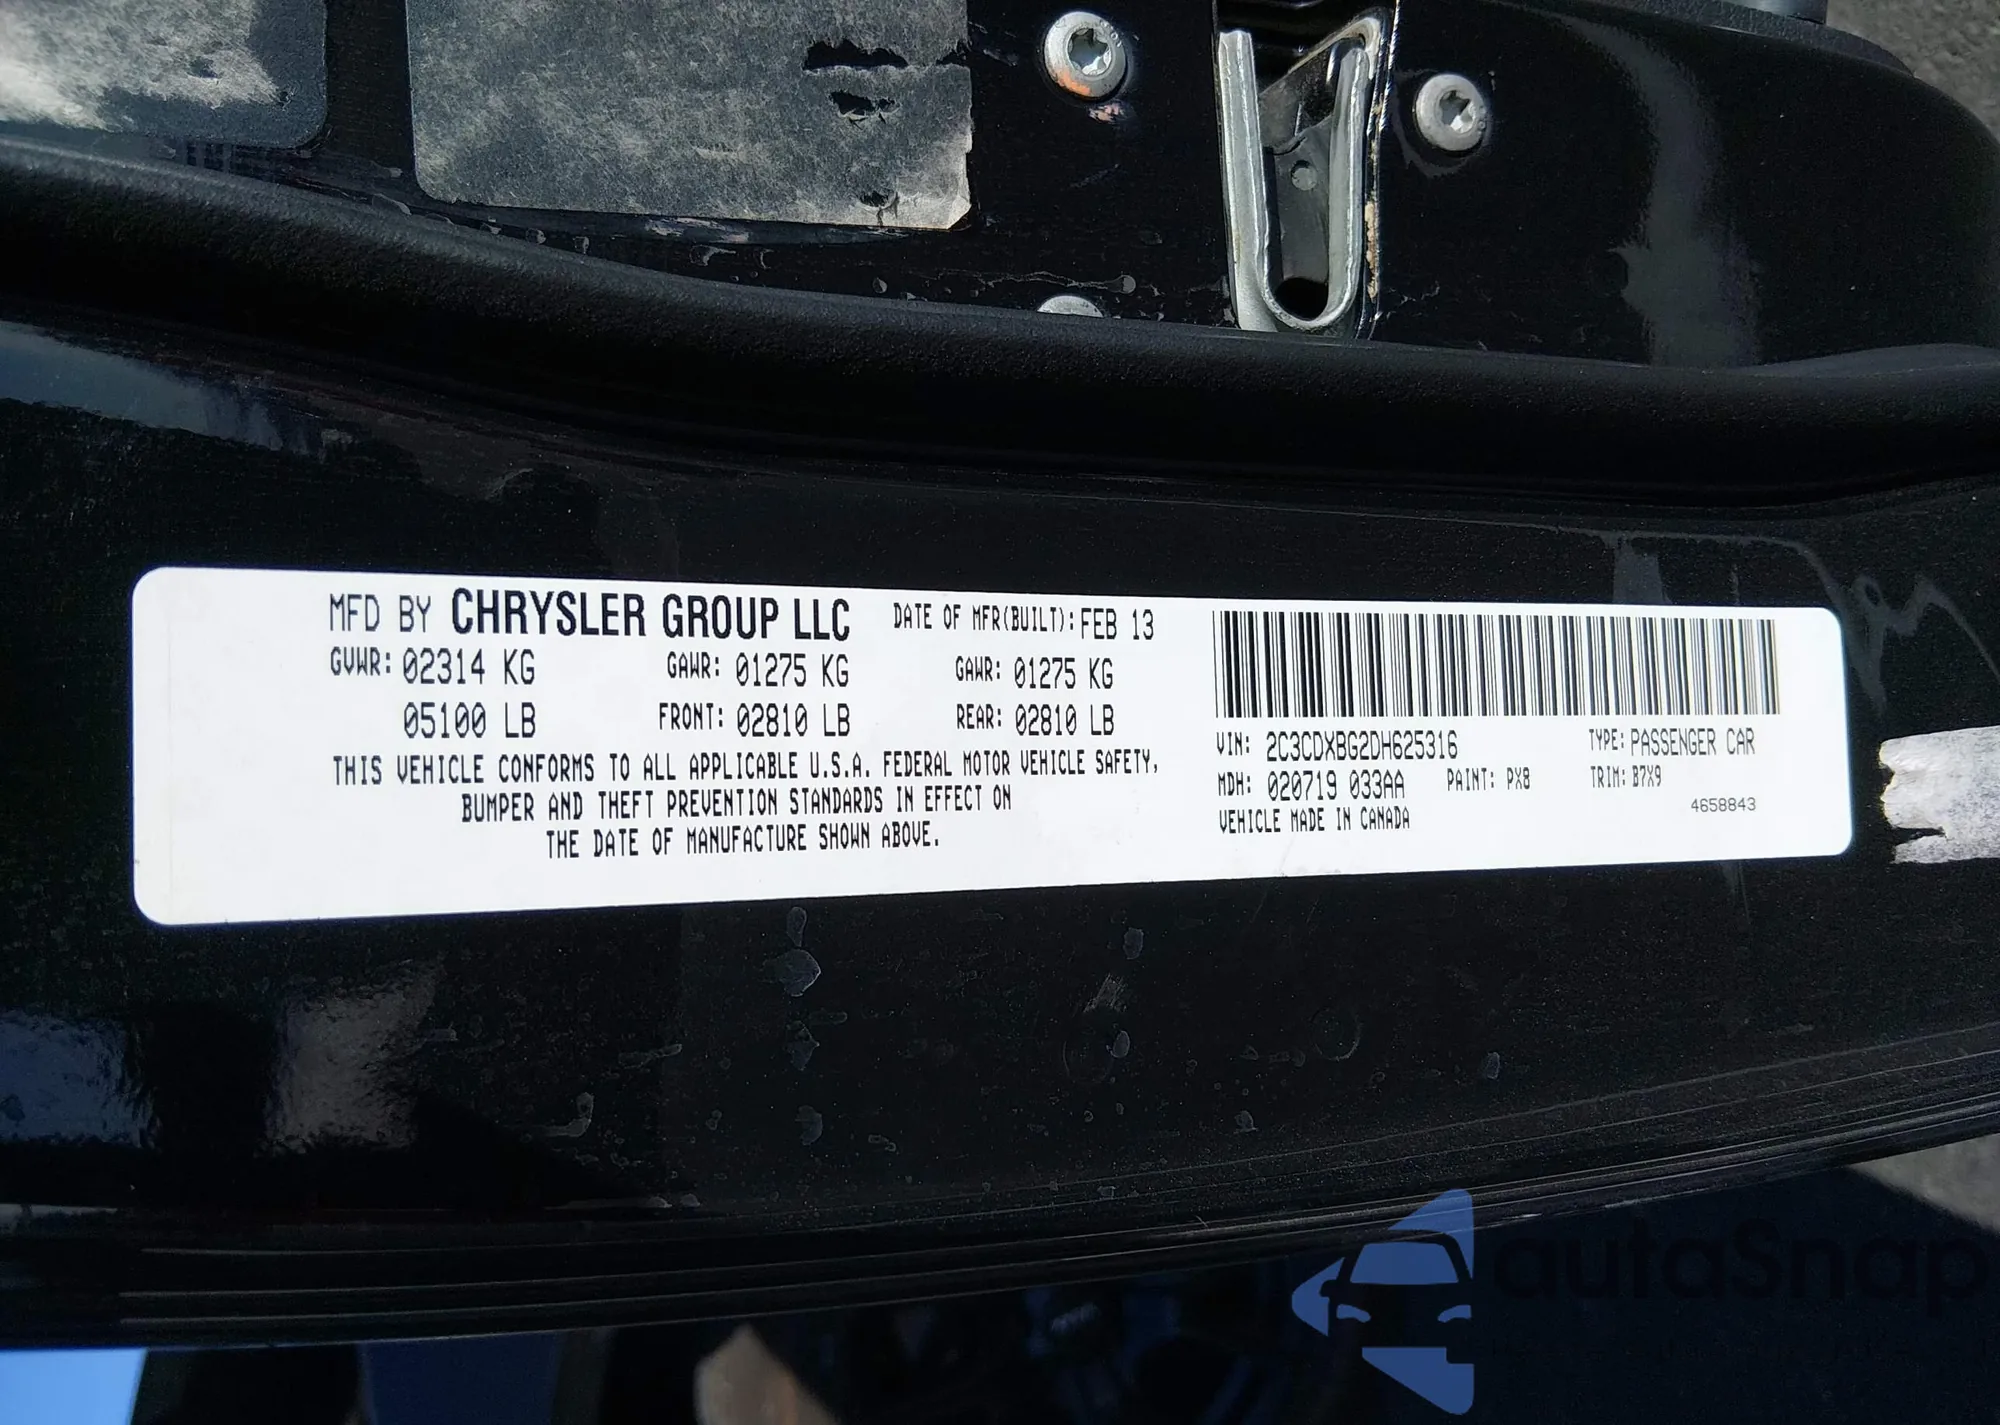 MFD BY CHRYSLER GROUP LLC DATE OF MFR(BUILT): FEB 13
GVWR: 02314 KG GAWR: 01275 KG GAWR: 01275 KG
05100 LB FRONT: 02810 LB REAR: 02810 LB
THIS VEHICLE CONFORMS TO ALL APPLICABLE U.S.A. FEDERAL MOTOR VEHICLE SAFETY,
BUMPER AND THEFT PREVENTION STANDARDS IN EFFECT ON
THE DATE OF MANUFACTURE SHOWN ABOVE.
VIN: 2C3CDXBG2DH625316 TYPE: PASSENGER CAR
MDH: 020719 033AA PAINT: PX8 TRIM: B7X9
VEHICLE MADE IN CANADA 4658843
autaSnap